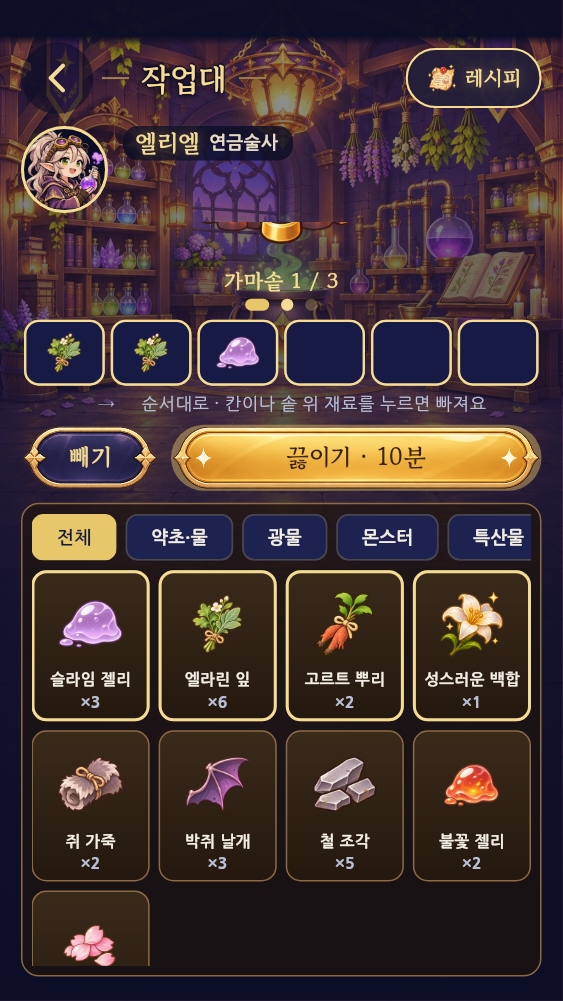 작업대
레시피
엘리엘 연금술사
가마솥 1 / 3
→ 순서대로 · 칸이나 솥 위 재료를 누르면 빠져요
빼기
끓이기 · 10분
전체 약초·물 광물 몬스터 특산물
슬라임 젤리 엘라린 잎 고르트 뿌리 성스러운 백합
×3 ×6 ×2 ×1
쥐 가죽 박쥐 날개 철 조각 불꽃 젤리
×2 ×3 ×5 ×2